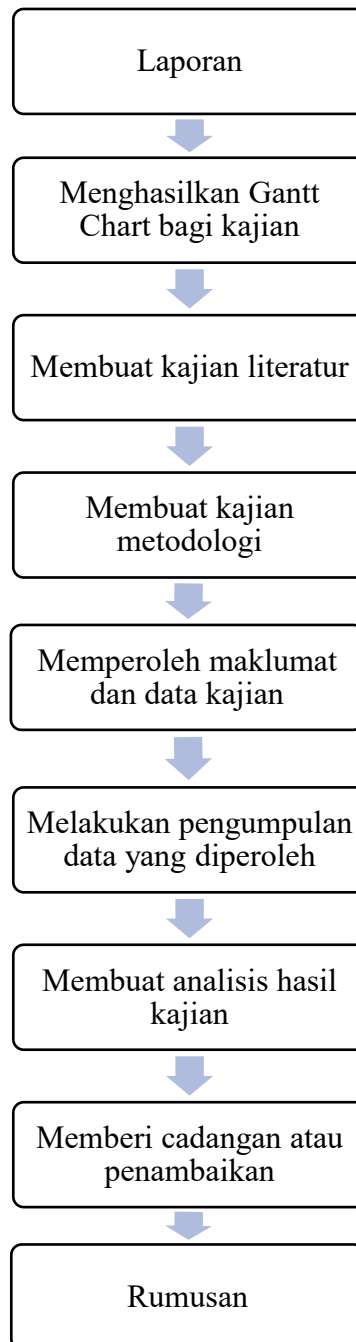 Laporan
Menghasilkan Gantt
Chart bagi kajian
Membuat kajian literatur
Membuat kajian
metodologi
Memperoleh maklumat
dan data kajian
Melakukan pengumpulan
data yang diperoleh
Membuat analisis hasil
kajian
Memberi cadangan atau
penambaikan
Rumusan